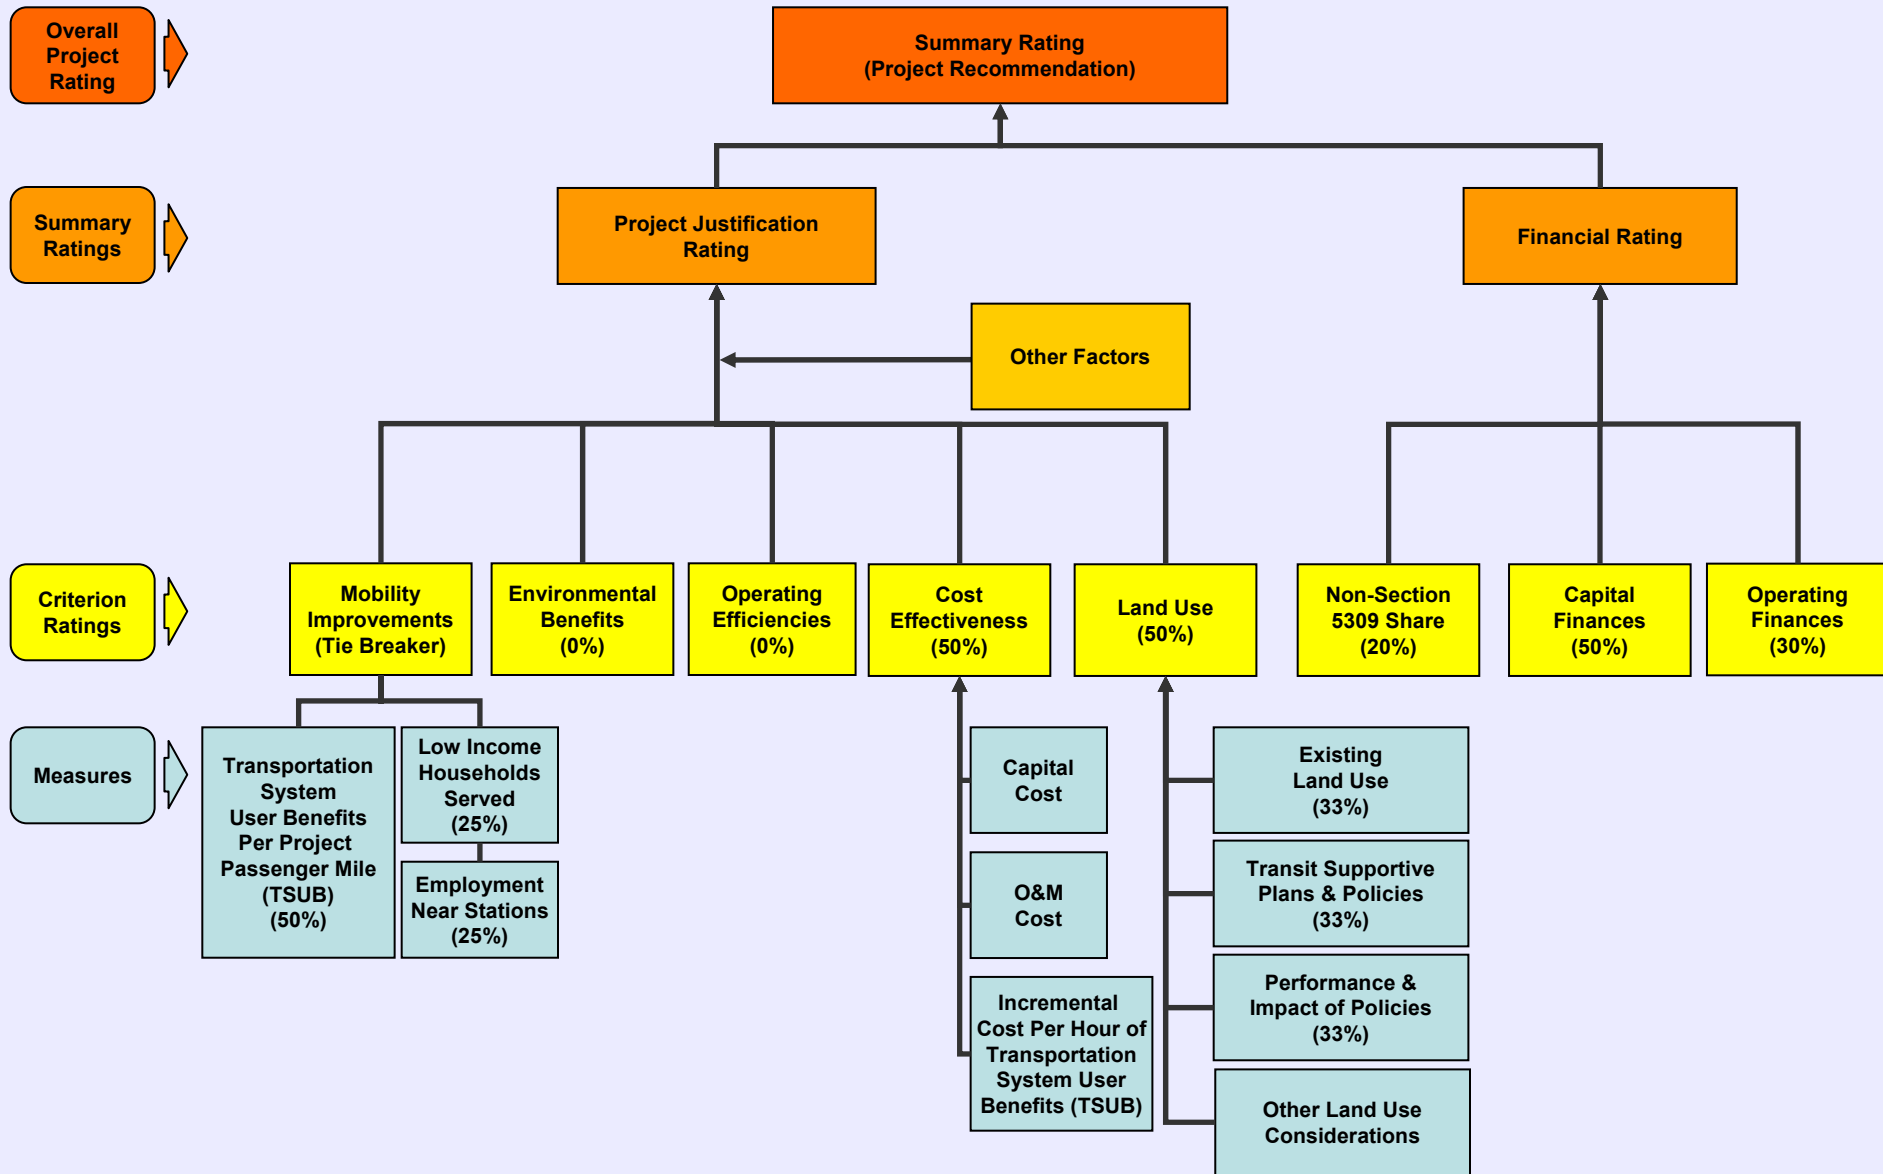 Overall
Project
Rating
Summary Rating
(Project Recommendation)
Summary
Ratings
Project Justification
Rating
Financial Rating
Other Factors
Criterion
Ratings
Mobility
Improvements
(Tie Breaker)
Environmental
Benefits
(0%)
Operating
Efficiencies
(0%)
Cost
Effectiveness
(50%)
Land Use
(50%)
Non-Section
5309 Share
(20%)
Capital
Finances
(50%)
Operating
Finances
(30%)
Measures
Transportation
System
User Benefits
Per Project
Passenger Mile
(TSUB)
(50%)
Low Income
Households
Served
(25%)
Employment
Near Stations
(25%)
Capital
Cost
O&M
Cost
Incremental
Cost Per Hour of
Transportation
System User
Benefits (TSUB)
Existing
Land Use
(33%)
Transit Supportive
Plans & Policies
(33%)
Performance &
Impact of Policies
(33%)
Other Land Use
Considerations